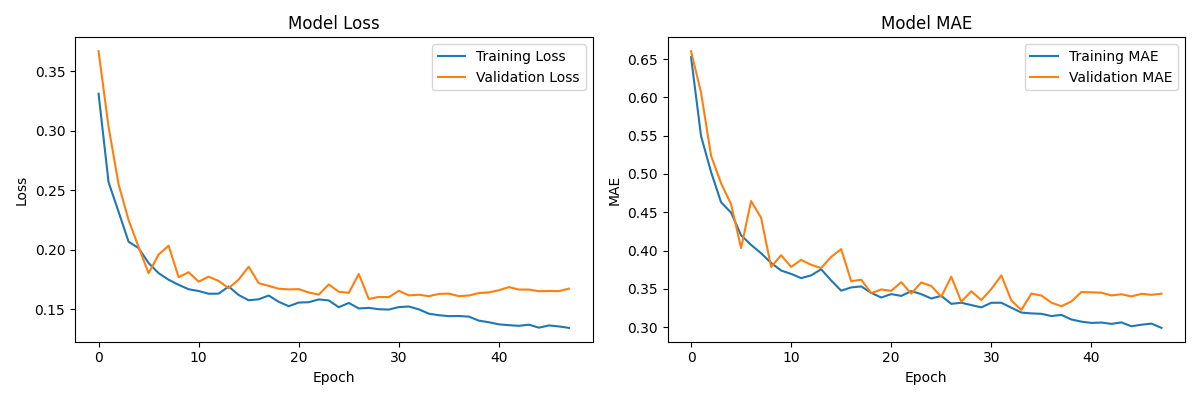 Model Loss
Training Loss
Validation Loss
0.35
0.30
0.25
0.20
0.15
Loss
0 10 20 30 40
Epoch
Model MAE
Training MAE
Validation MAE
0.65
0.60
0.55
0.50
0.45
0.40
0.35
0.30
MAE
0 10 20 30 40
Epoch